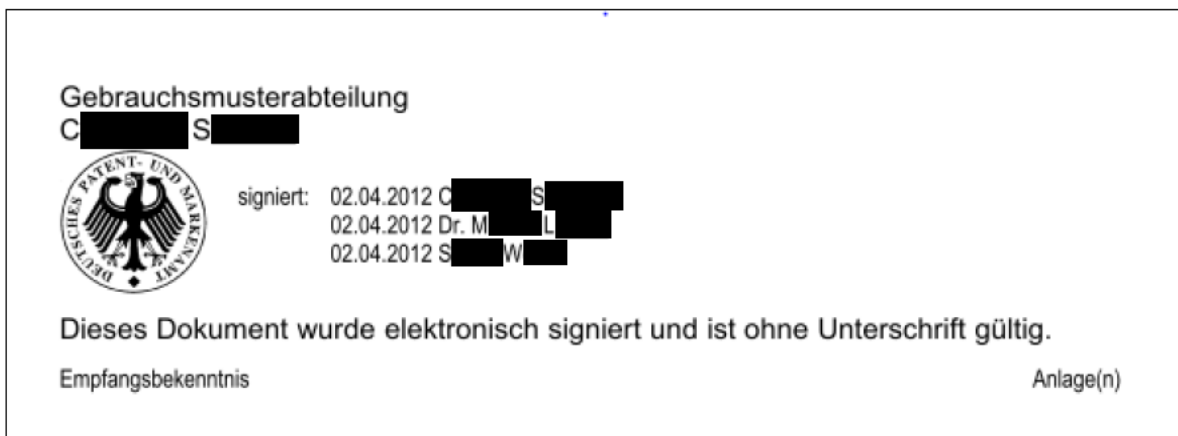 Gebrauchsmusterabteilung
C S
DEUTSCHES PATENT- UND MARKENAMT
signiert: 02.04.2012 C S
02.04.2012 Dr. M L
02.04.2012 S W
Dieses Dokument wurde elektronisch signiert und ist ohne Unterschrift gültig.
Empfangsbekenntnis Anlage(n)